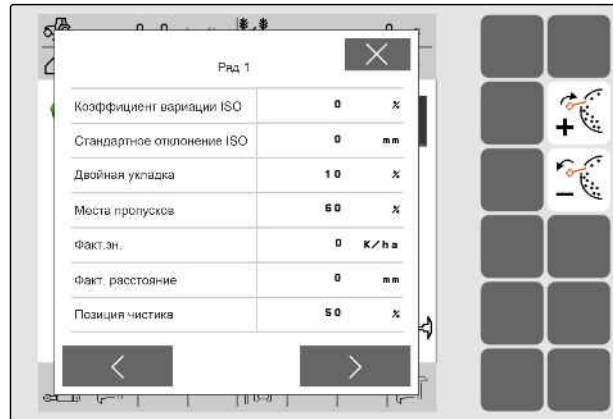 Ряд 1
Коэффициент вариации ISO 0 %
Стандартное отклонение ISO 0 mm
Двойная укладка 10 %
Места пропусков 60 %
Факт.зн. 0 K/ha
Факт. расстояние 0 mm
Позиция чистика 50 %
+
−